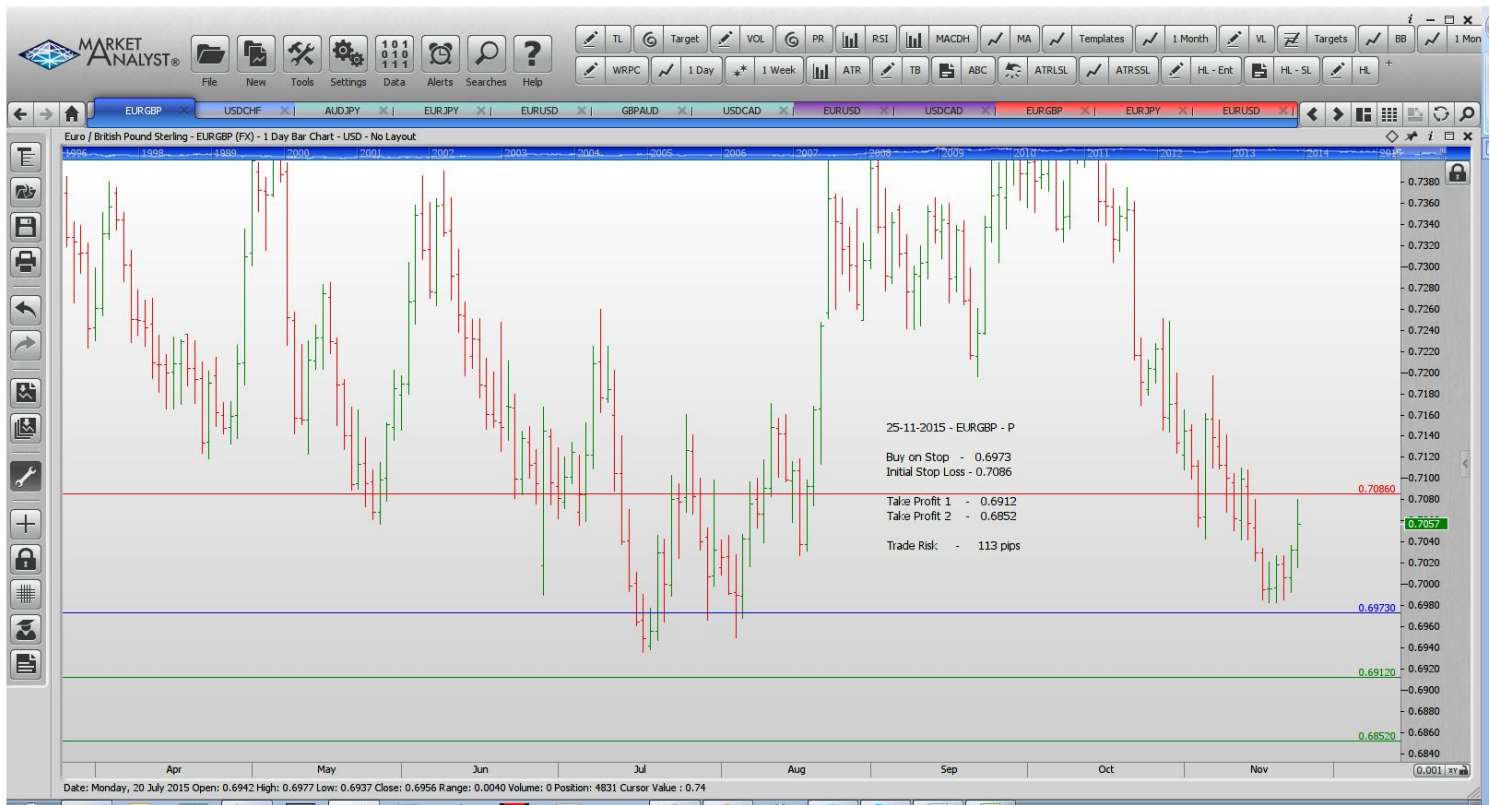 i
MARKET
ANALYST®
File
New
Tools
Settings
101
010
111
Data
Alerts
Searches
?
Help
TL
Target
VOL
PR
RSI
MACDH
MA
Templates
1 Month
VL
Targets
BB
1 Mon
WRPC
1 Day
1 Week
ATR
TB
ABC
ATRLSL
ATRSSL
HL - Ent
HL - SL
HL
+
EURGBP
USDCHF
AUDJPY
EURJPY
EURUSD
GBPAUD
USDCAD
EURUSD
USDCAD
EURGBP
EURJPY
EURUSD
Euro / British Pound Sterling - EURGBP (FX) - 1 Day Bar Chart - USD - No Layout
1996 1998 1999 2000 2001 2002 2003 2004 2005 2006 2007 2008 2009 2010 2011 2012 2013 2014
0.7380
0.7360
0.7340
0.7320
0.7300
0.7280
0.7260
0.7240
0.7220
0.7200
0.7180
0.7160
0.7140
0.7120
0.7100
0.7080
0.7057
0.7040
0.7020
0.7000
0.6980
0.6960
0.6940
0.6920
0.6900
0.6880
0.6860
0.6840
25-11-2015 - EURGBP - P
Buy on Stop - 0.6973
Initial Stop Loss - 0.7086
Take Profit 1 - 0.6912
Take Profit 2 - 0.6852
Trade Risk - 113 pips
0.70860
0.69730
0.69120
0.68520
Apr May Jun Jul Aug Sep Oct Nov
0.001 XY
Date: Monday, 20 July 2015 Open: 0.6942 High: 0.6977 Low: 0.6937 Close: 0.6956 Range: 0.0040 Volume: 0 Position: 4831 Cursor Value : 0.74